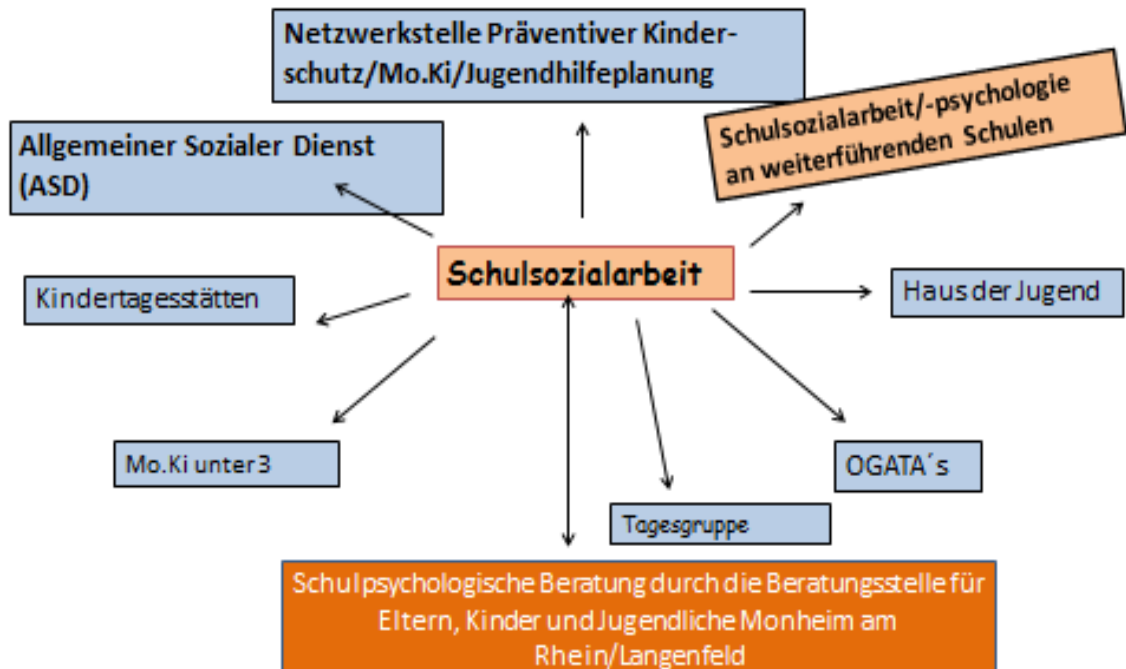 Netzwerkstelle Präventiver Kinder-
schutz/Mo.Ki/Jugendhilfeplanung
Schulsozialarbeit/-psychologie
an weiterführenden Schulen
Allgemeiner Sozialer Dienst
(ASD)
Schulsozialarbeit
Kindertagesstätten
Haus der Jugend
Mo.Ki unter 3
OGATA´s
Tagesgruppe
Schulpsychologische Beratung durch die Beratungsstelle für
Eltern, Kinder und Jugendliche Monheim am
Rhein/Langenfeld